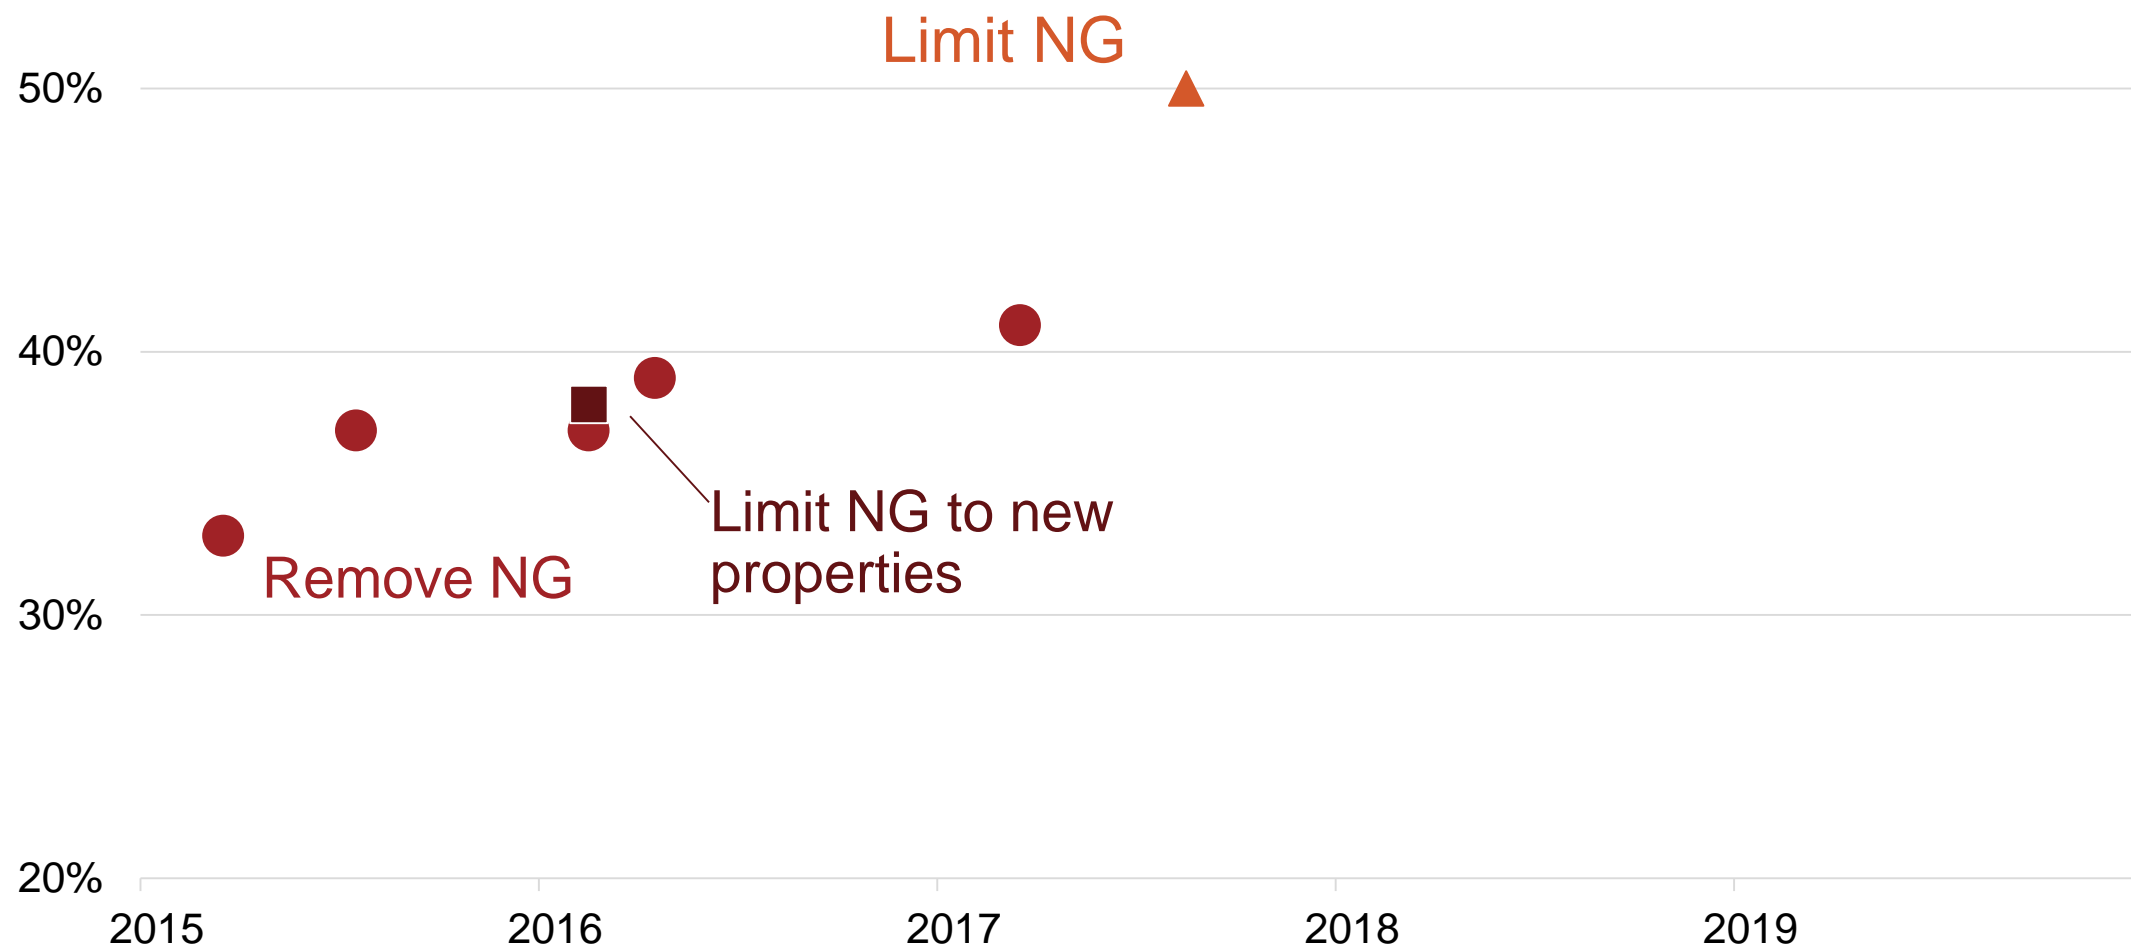 Limit NG
50%
40%
Limit NG to new
properties
Remove NG
30%
20%
2015
2016
2017
2018
2019